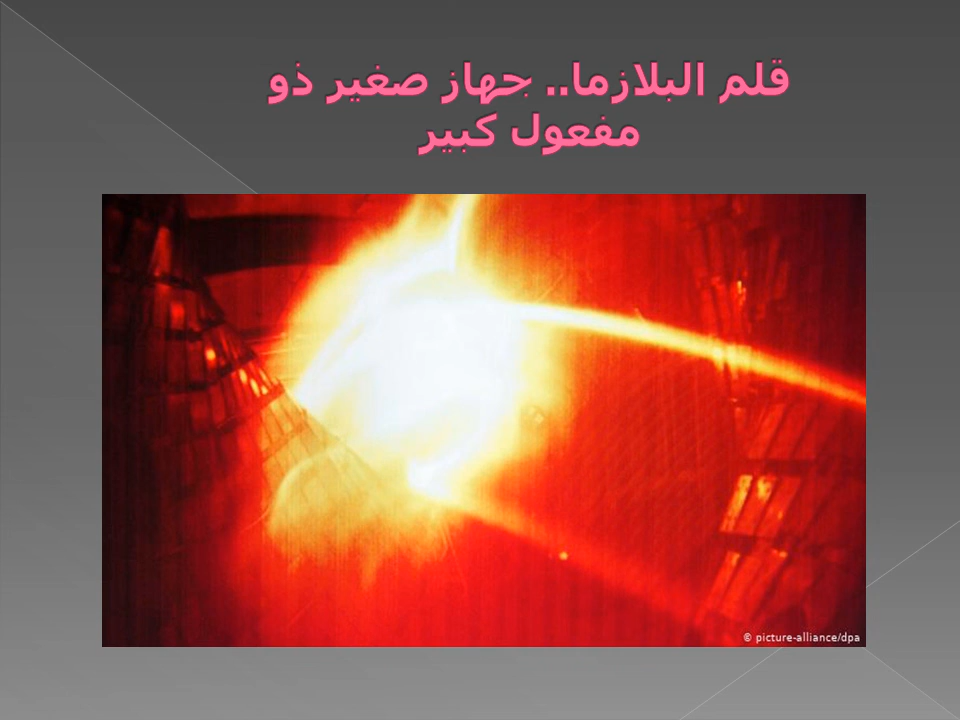 قلم البلازما.. جهاز صغير ذو
مفعول كبير
© picture-alliance/dpa